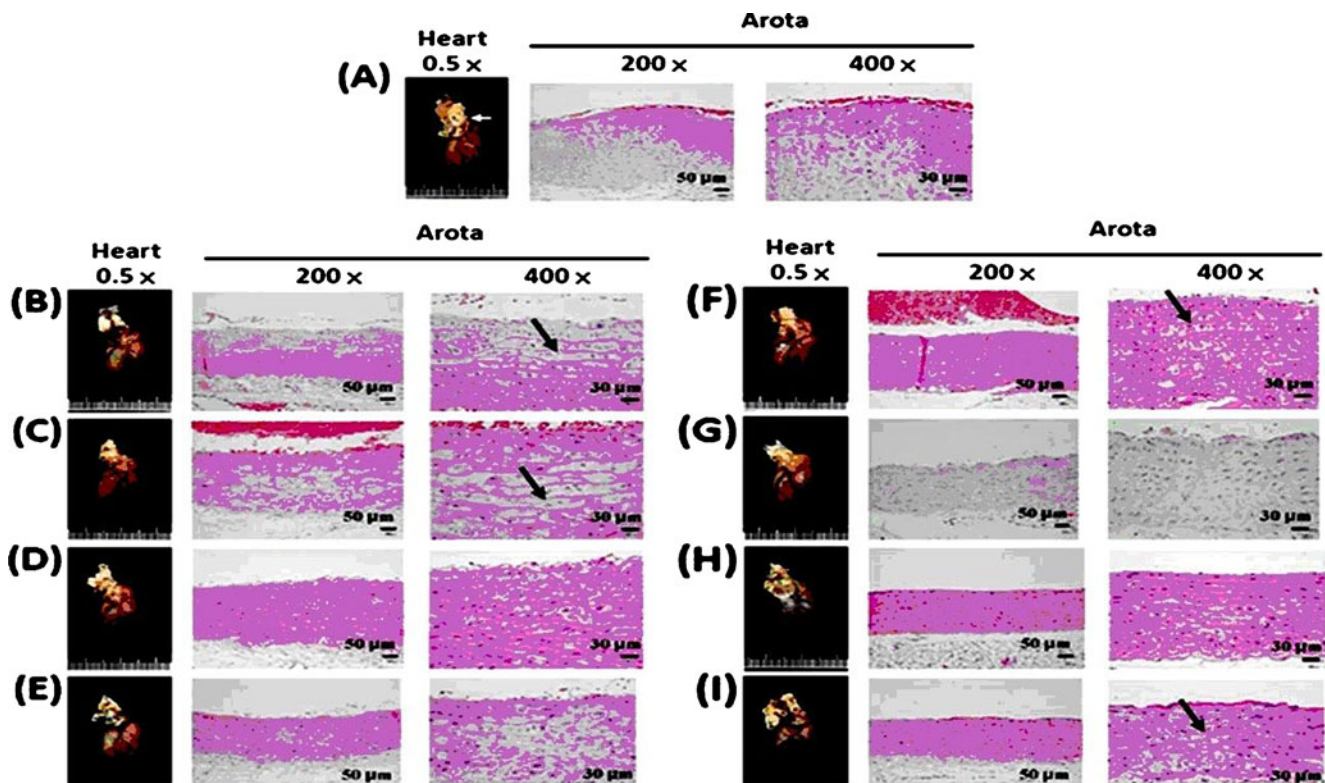 Arota
Heart
0.5 × 200 × 400 ×
(A)
50 µm 30 µm
Arota Arota
Heart Heart
0.5 × 200 × 400 × 0.5 × 200 × 400 ×
(B) (F)
50 µm 30 µm 50 µm 30 µm
(C) (G)
50 µm 30 µm 50 µm 30 µm
(D) (H)
50 µm 30 µm 50 µm 30 µm
(E) (I)
50 µm 30 µm 50 µm 30 µm